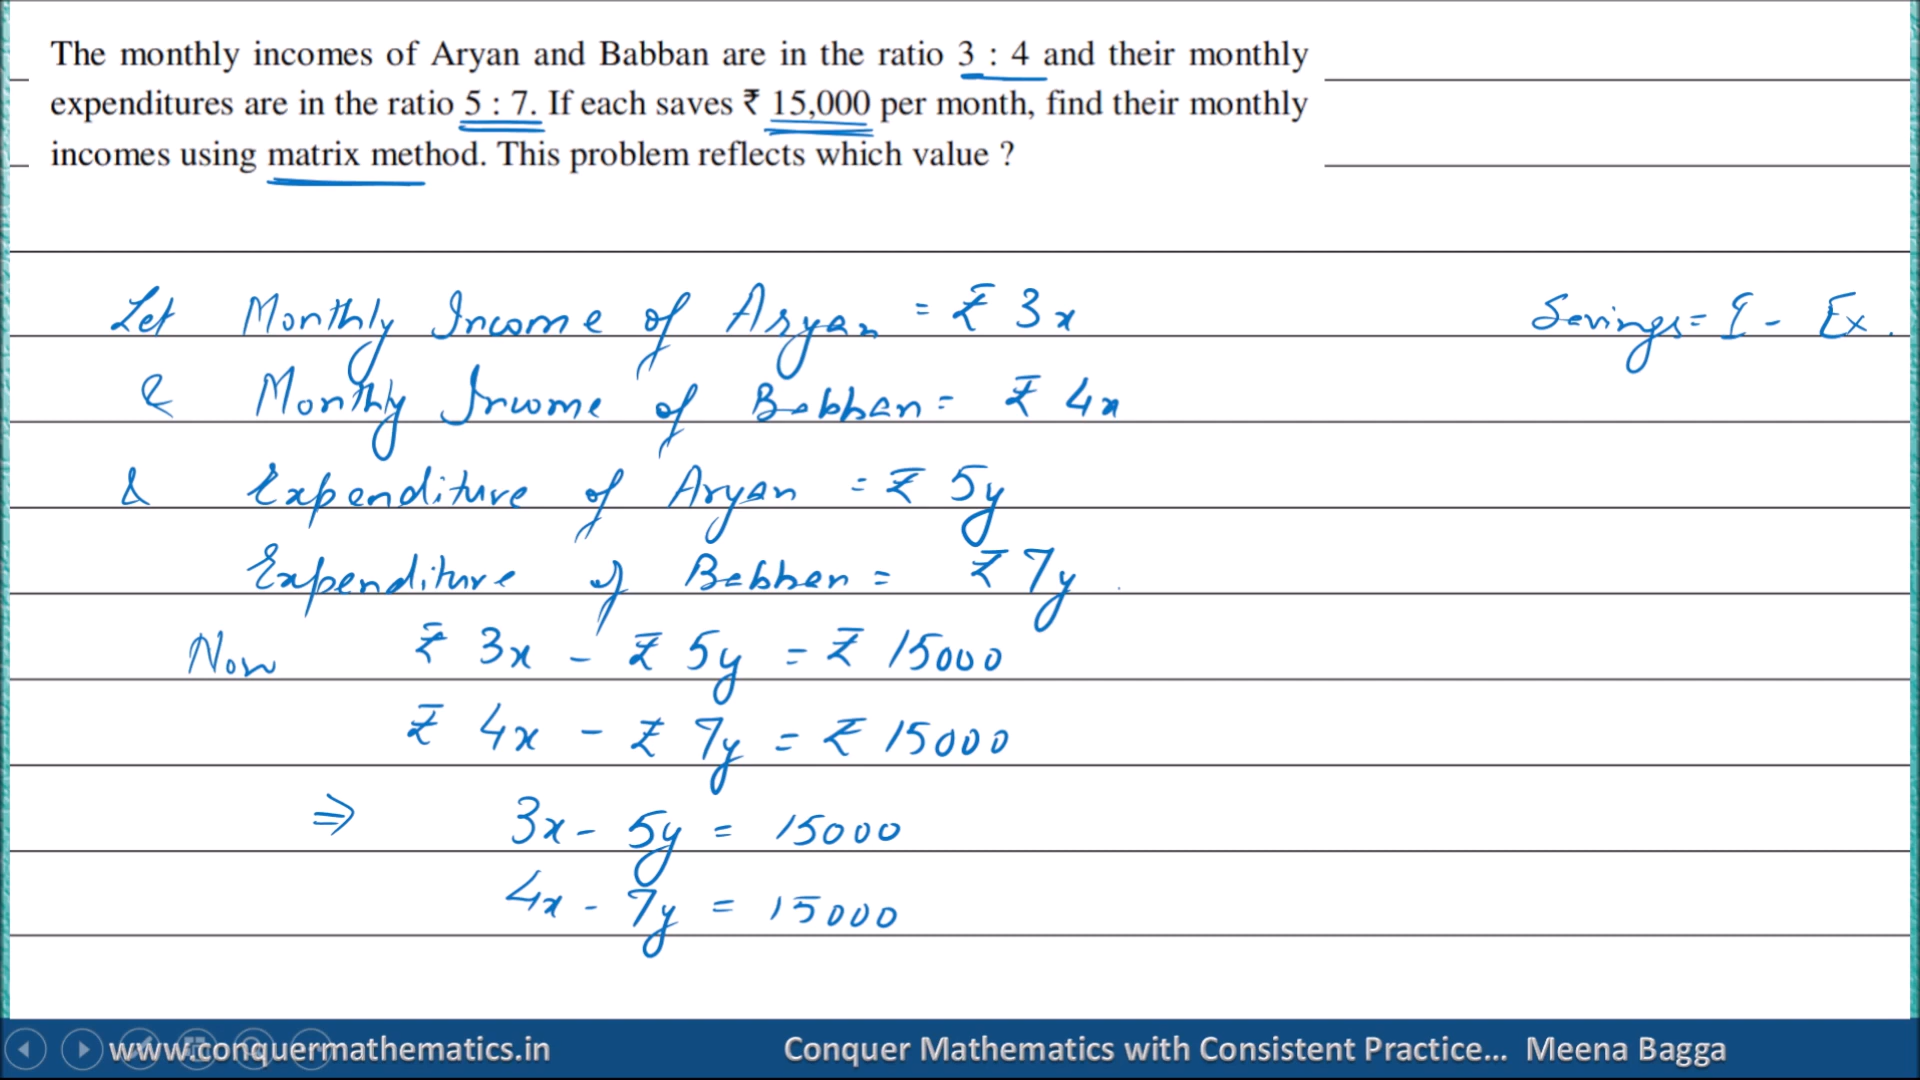 The monthly incomes of Aryan and Babban are in the ratio 3 : 4 and their monthly
expenditures are in the ratio 5 : 7. If each saves ₹ 15,000 per month, find their monthly
incomes using matrix method. This problem reflects which value ?
Let Monthly Income of Aryan = ₹ 3x
Savings = I - Ex.
& Monthly Income of Babban = ₹ 4x
& Expenditure of Aryan = ₹ 5y
Expenditure of Babban = ₹ 7y
Now ₹ 3x - ₹ 5y = ₹ 15000
₹ 4x - ₹ 7y = ₹ 15000
⇒ 3x - 5y = 15000
4x - 7y = 15000
www.conquermathematics.in
Conquer Mathematics with Consistent Practice... Meena Bagga